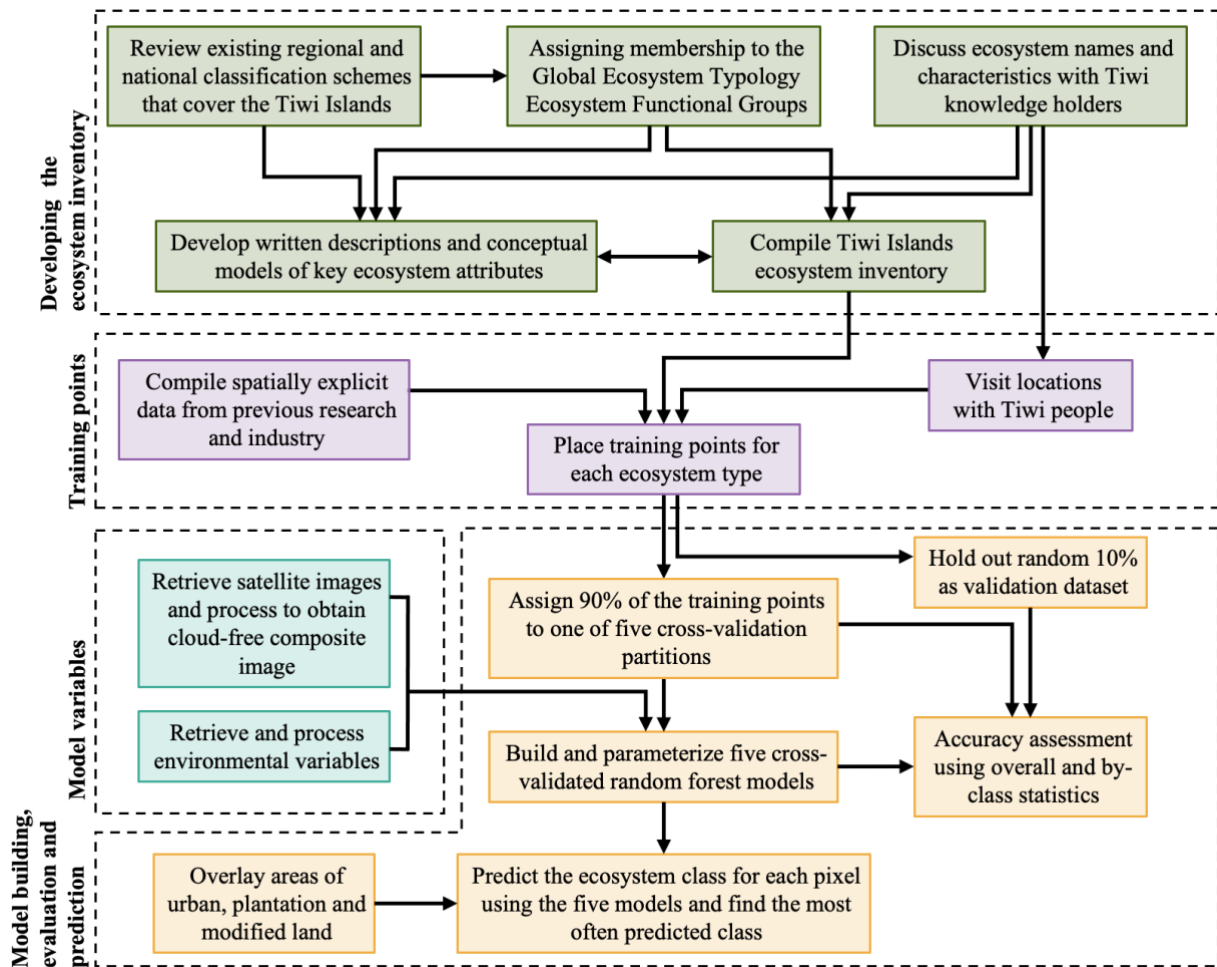 Developing the
ecosystem inventory
Review existing regional and
national classification schemes
that cover the Tiwi Islands
Assigning membership to the
Global Ecosystem Typology
Ecosystem Functional Groups
Discuss ecosystem names and
characteristics with Tiwi
knowledge holders
Develop written descriptions and conceptual
models of key ecosystem attributes
Compile Tiwi Islands
ecosystem inventory
Training points
Compile spatially explicit
data from previous research
and industry
Visit locations
with Tiwi people
Place training points for
each ecosystem type
Model variables
Retrieve satellite images
and process to obtain
cloud-free composite
image
Retrieve and process
environmental variables
Model building,
evaluation and
prediction
Hold out random 10%
as validation dataset
Assign 90% of the training points
to one of five cross-validation
partitions
Build and parameterize five cross-
validated random forest models
Accuracy assessment
using overall and by-
class statistics
Overlay areas of
urban, plantation and
modified land
Predict the ecosystem class for each pixel
using the five models and find the most
often predicted class